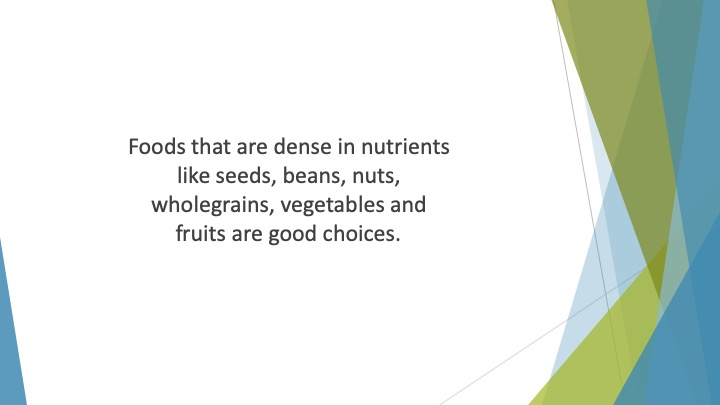 Foods that are dense in nutrients
like seeds, beans, nuts,
wholegrains, vegetables and
fruits are good choices.